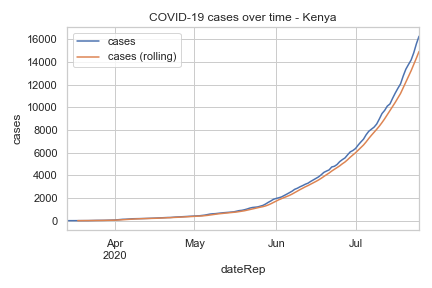 COVID-19 cases over time - Kenya
cases
cases (rolling)
16000
14000
12000
10000
8000
6000
4000
2000
0
cases
Apr
2020
May
Jun
Jul
dateRep